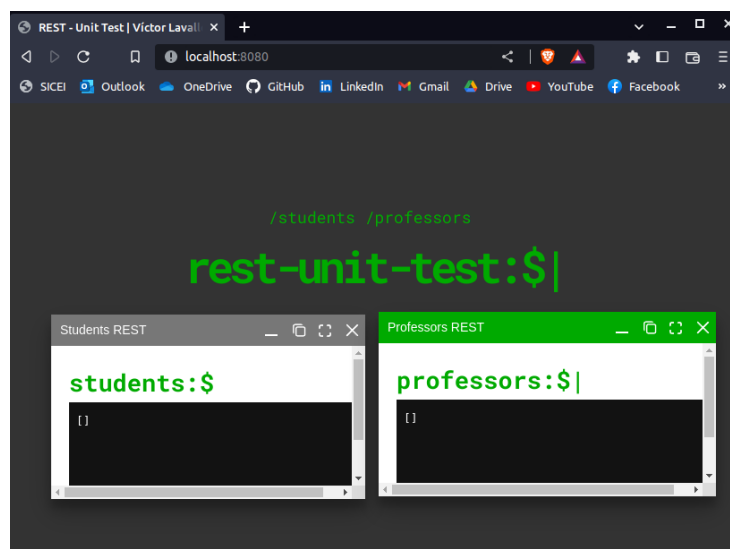 REST - Unit Test | Víctor Lavall
localhost:8080
SICEI Outlook OneDrive GitHub LinkedIn Gmail Drive YouTube Facebook »
/students /professors
rest-unit-test:$|
Students REST
students:$
[]
Professors REST
professors:$|
[]